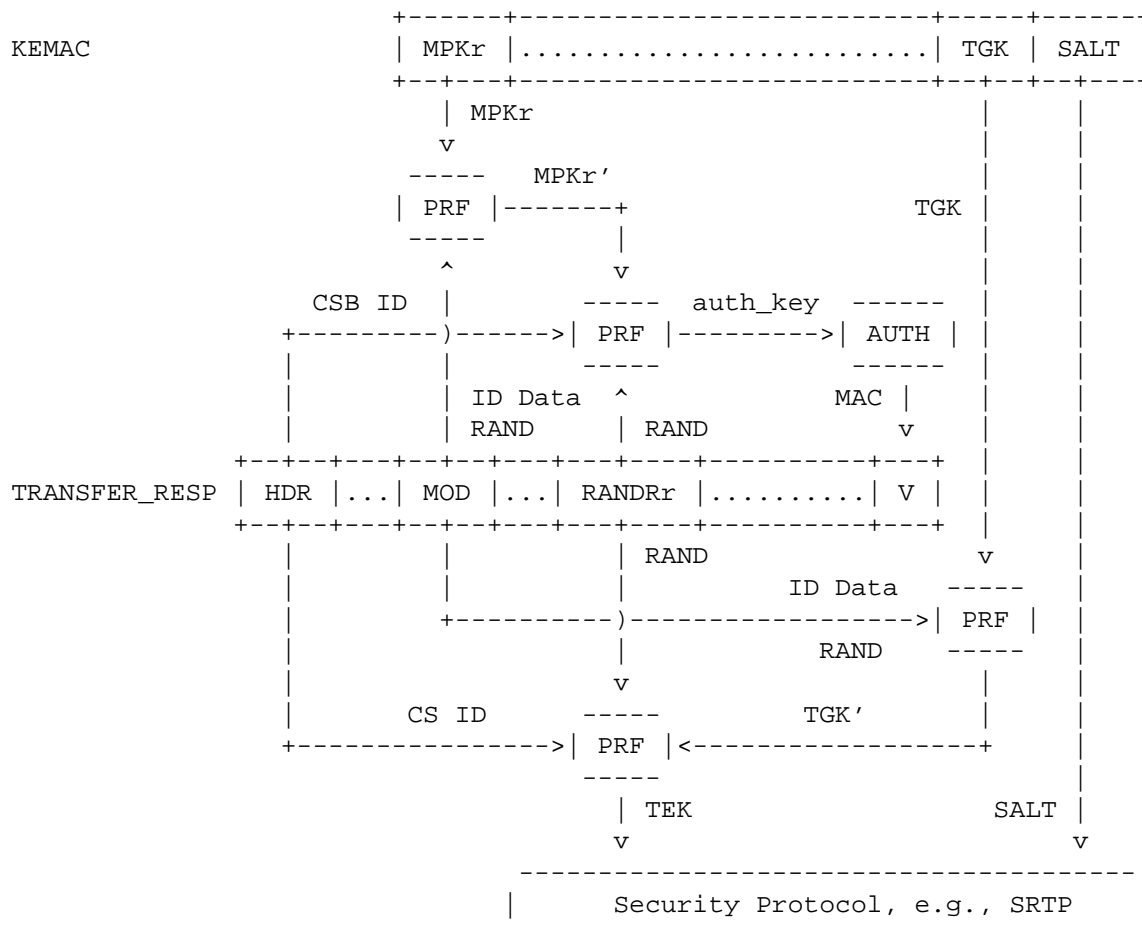 KEMAC | MPKr |...........................| TGK | SALT
MPKr
MPKr'
PRF
TGK
CSB ID
auth_key
PRF
AUTH
ID Data
MAC
RAND
RAND
TRANSFER_RESP | HDR |...| MOD |...| RANDRr |..........| V |
RAND
ID Data
PRF
RAND
CS ID
TGK'
PRF
TEK
SALT
Security Protocol, e.g., SRTP